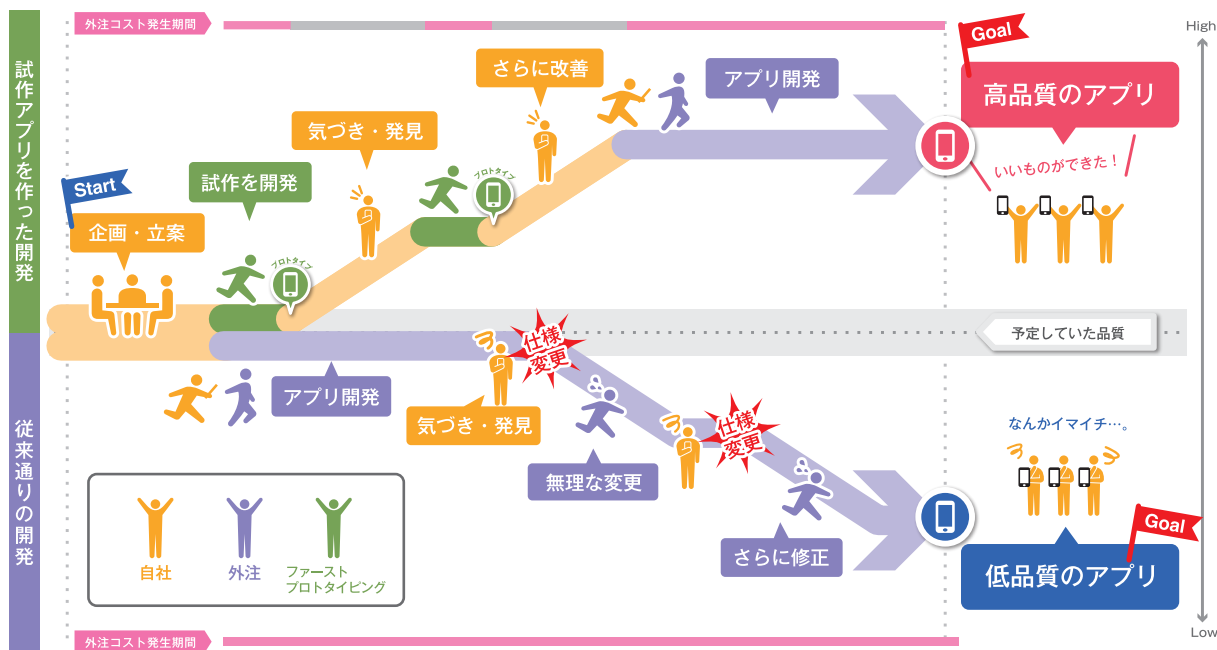 外注コスト発生期間
Goal
High
試作アプリを作った開発
さらに改善
アプリ開発
高品質のアプリ
気づき・発見
いいものができた！
プロトタイプ
試作を開発
Start
企画・立案
プロトタイプ
予定していた品質
仕様
変更
アプリ開発
気づき・発見
仕様
変更
なんかイマイチ…。
従来通りの開発
無理な変更
さらに修正
Goal
低品質のアプリ
自社
外注
ファースト
プロトタイピング
外注コスト発生期間
Low